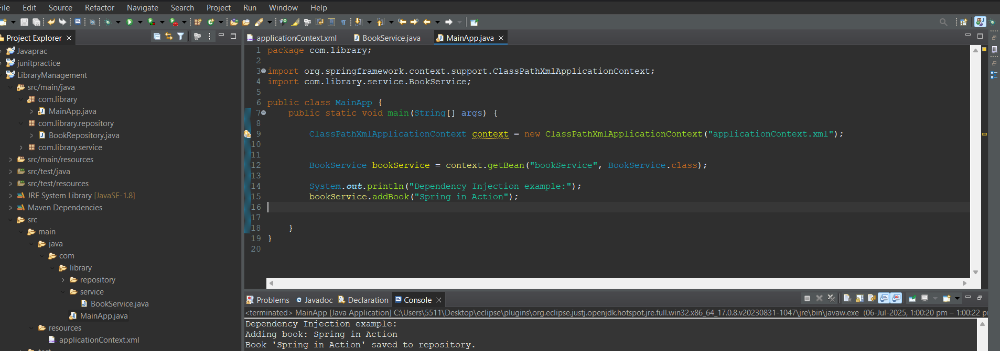 File Edit Source Refactor Navigate Search Project Run Window Help
Project Explorer
Javaprac
junitpractice
LibraryManagement
src/main/java
com.library
MainApp.java
com.library.repository
BookRepository.java
com.library.service
src/main/resources
src/test/java
src/test/resources
JRE System Library [JavaSE-1.8]
Maven Dependencies
src
main
java
com
library
repository
service
BookService.java
MainApp.java
resources
applicationContext.xml
test
applicationContext.xml BookService.java MainApp.java
1 package com.library;
2
3 import org.springframework.context.support.ClassPathXmlApplicationContext;
4 import com.library.service.BookService;
5
6 public class MainApp {
7 public static void main(String[] args) {
8
9 ClassPathXmlApplicationContext context = new ClassPathXmlApplicationContext("applicationContext.xml");
10
11
12 BookService bookService = context.getBean("bookService", BookService.class);
13
14 System.out.println("Dependency Injection example:");
15 bookService.addBook("Spring in Action");
16
17
18 }
19 }
20
Problems Javadoc Declaration Console
<terminated> MainApp [Java Application] C:\Users\5511\Desktop\eclipse\plugins\org.eclipse.justj.openjdk.hotspot.jre.full.win32.x86_64_17.0.8.v20230831-1047\jre\bin\javaw.exe (06-Jul-2025, 1:00:20 pm – 1:00:22 p
Dependency Injection example:
Adding book: Spring in Action
Book 'Spring in Action' saved to repository.